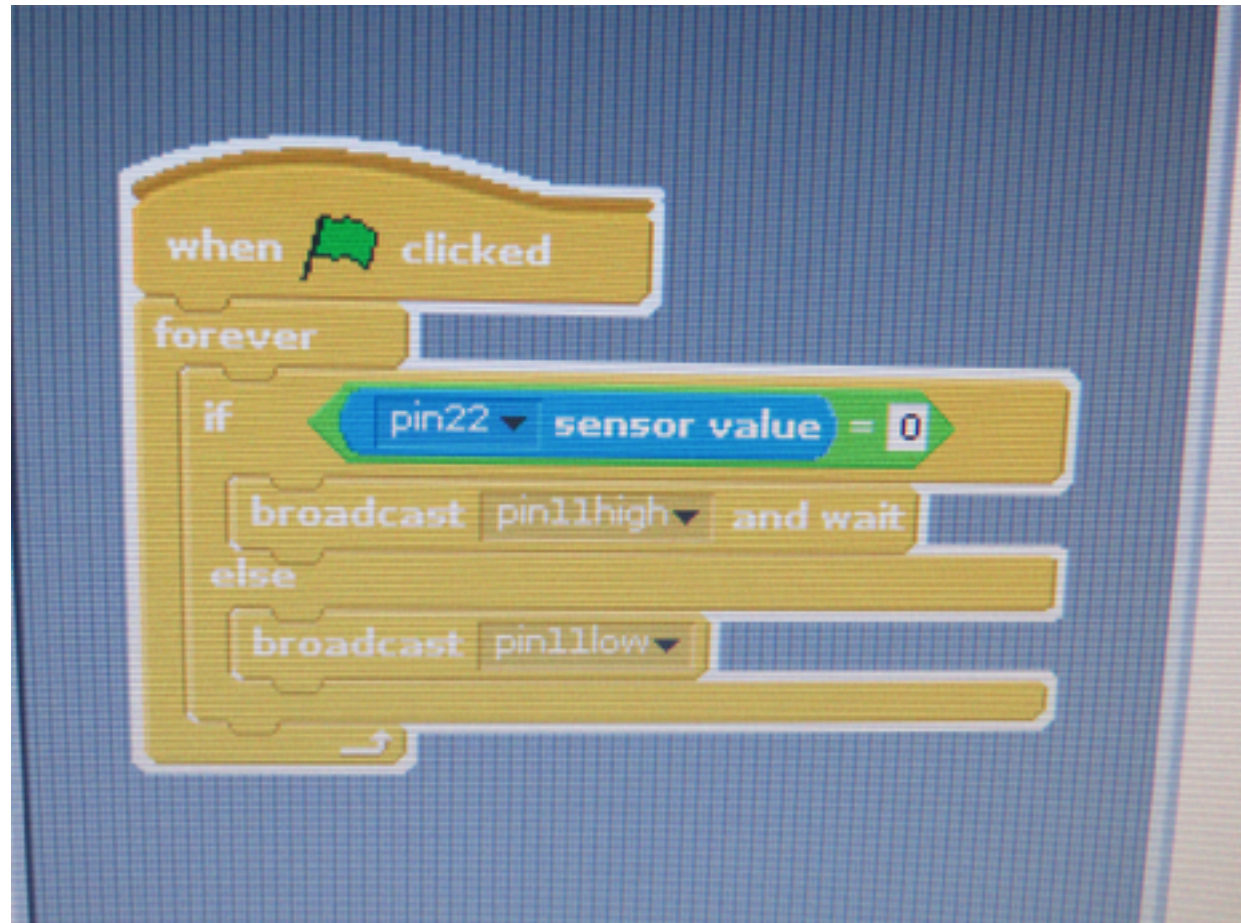 when clicked
forever
if pin22 sensor value = 0
broadcast pin11high and wait
else
broadcast pin11low